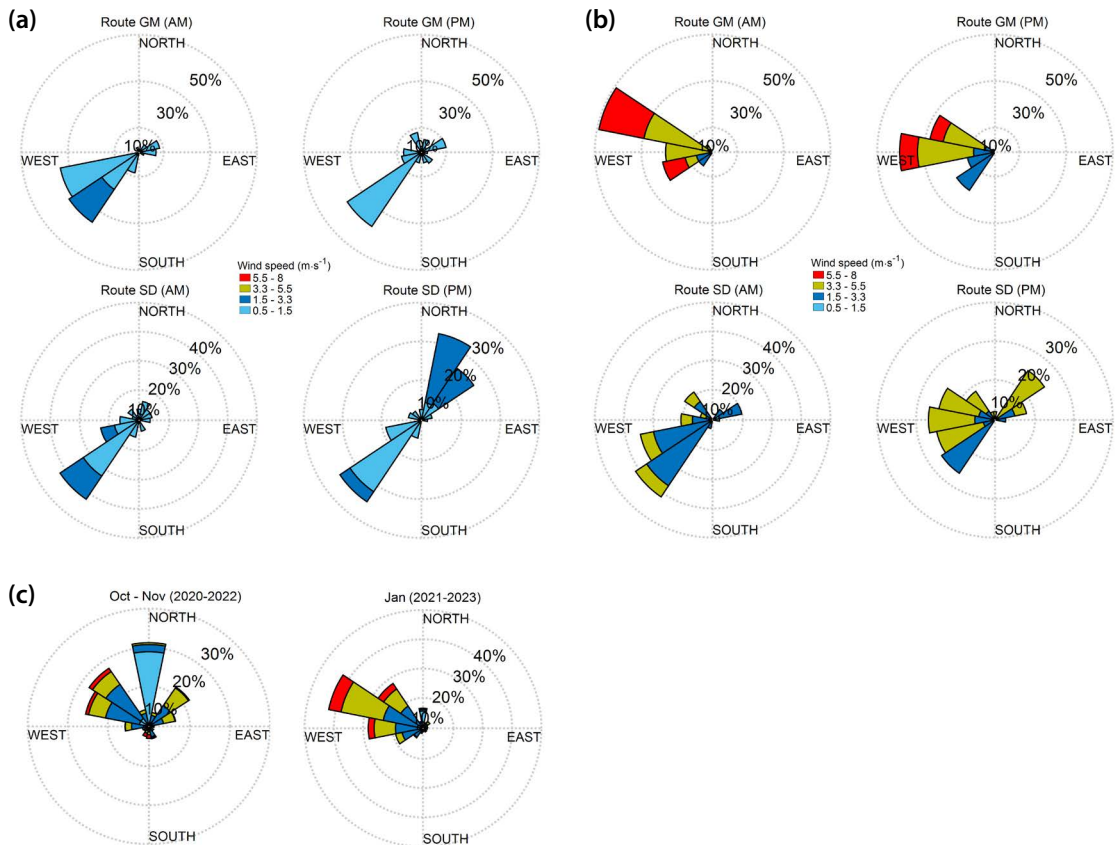 (a)
Route GM (AM)
NORTH
50%
30%
10%
WEST
EAST
SOUTH
Route GM (PM)
NORTH
50%
30%
10%
WEST
EAST
SOUTH
Wind speed (m·s⁻¹)
5.5 - 8
3.3 - 5.5
1.5 - 3.3
0.5 - 1.5
Route SD (AM)
NORTH
40%
30%
20%
10%
WEST
EAST
SOUTH
Route SD (PM)
NORTH
30%
20%
10%
WEST
EAST
SOUTH
(b)
Route GM (AM)
NORTH
50%
30%
10%
WEST
EAST
SOUTH
Route GM (PM)
NORTH
50%
30%
10%
WEST
EAST
SOUTH
Wind speed (m·s⁻¹)
5.5 - 8
3.3 - 5.5
1.5 - 3.3
0.5 - 1.5
Route SD (AM)
NORTH
40%
30%
20%
10%
WEST
EAST
SOUTH
Route SD (PM)
NORTH
30%
20%
10%
WEST
EAST
SOUTH
(c)
Oct - Nov (2020-2022)
NORTH
30%
20%
10%
WEST
EAST
SOUTH
Jan (2021-2023)
NORTH
40%
30%
20%
10%
WEST
EAST
SOUTH